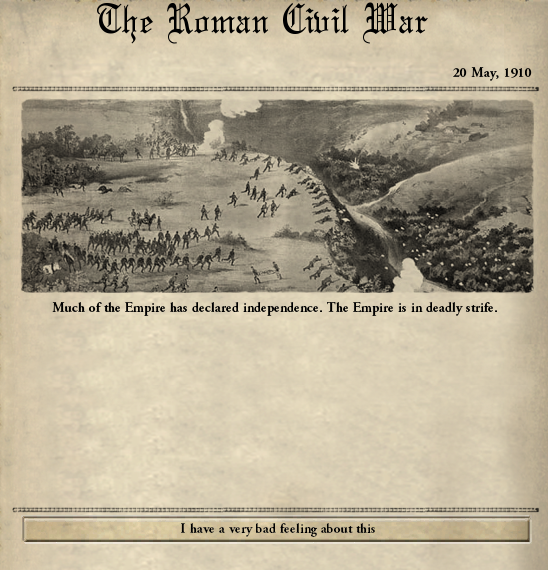 The Roman Civil War
20 May, 1910
Much of the Empire has declared independence. The Empire is in deadly strife.
I have a very bad feeling about this